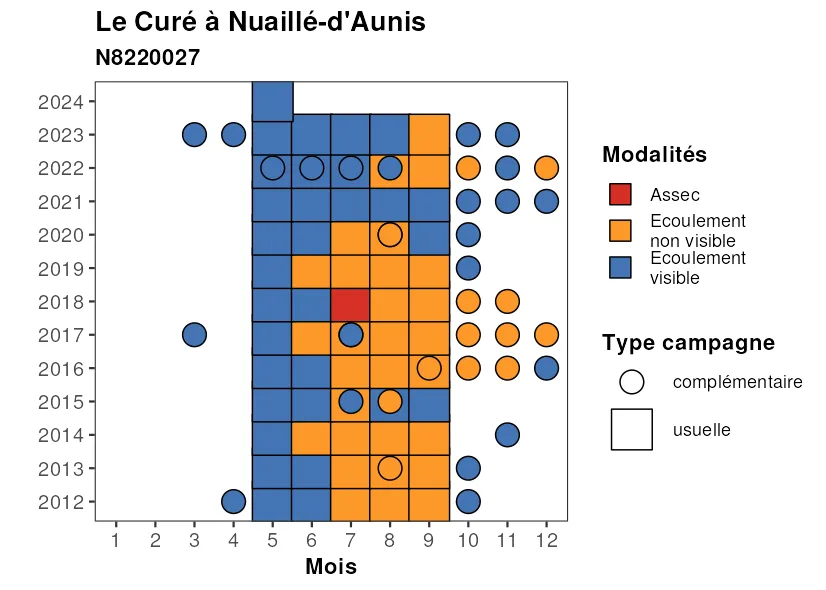 Le Curé à Nuaillé-d'Aunis
N8220027
2024
2023
2022
2021
2020
2019
2018
2017
2016
2015
2014
2013
2012
1 2 3 4 5 6 7 8 9 10 11 12
Mois
Modalités
Assec
Ecoulement
non visible
Ecoulement
visible
Type campagne
complémentaire
usuelle